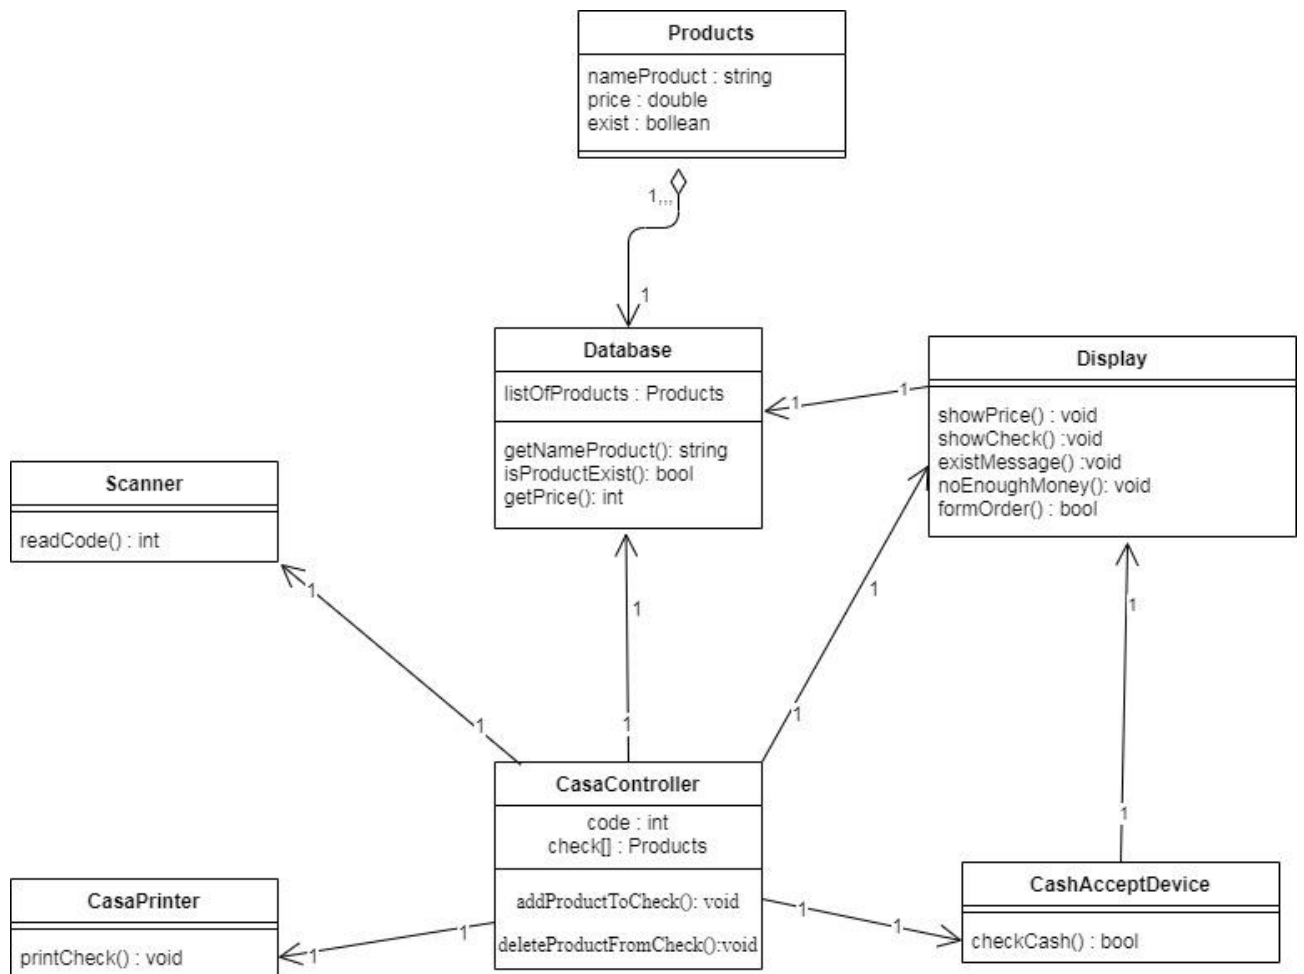 Products
nameProduct : string
price : double
exist : bollean
1,,,
1
Database
listOfProducts : Products
getNameProduct(): string
isProductExist(): bool
getPrice(): int
1
1
Display
showPrice() : void
showCheck() :void
existMessage() :void
noEnoughMoney(): void
formOrder() : bool
Scanner
readCode() : int
1
1
1
1
1
1
1
1
1
CasaController
code : int
check[] : Products
addProductToCheck(): void
deleteProductFromCheck():void
CasaPrinter
printCheck() : void
1
1
1
1
CashAcceptDevice
checkCash() : bool